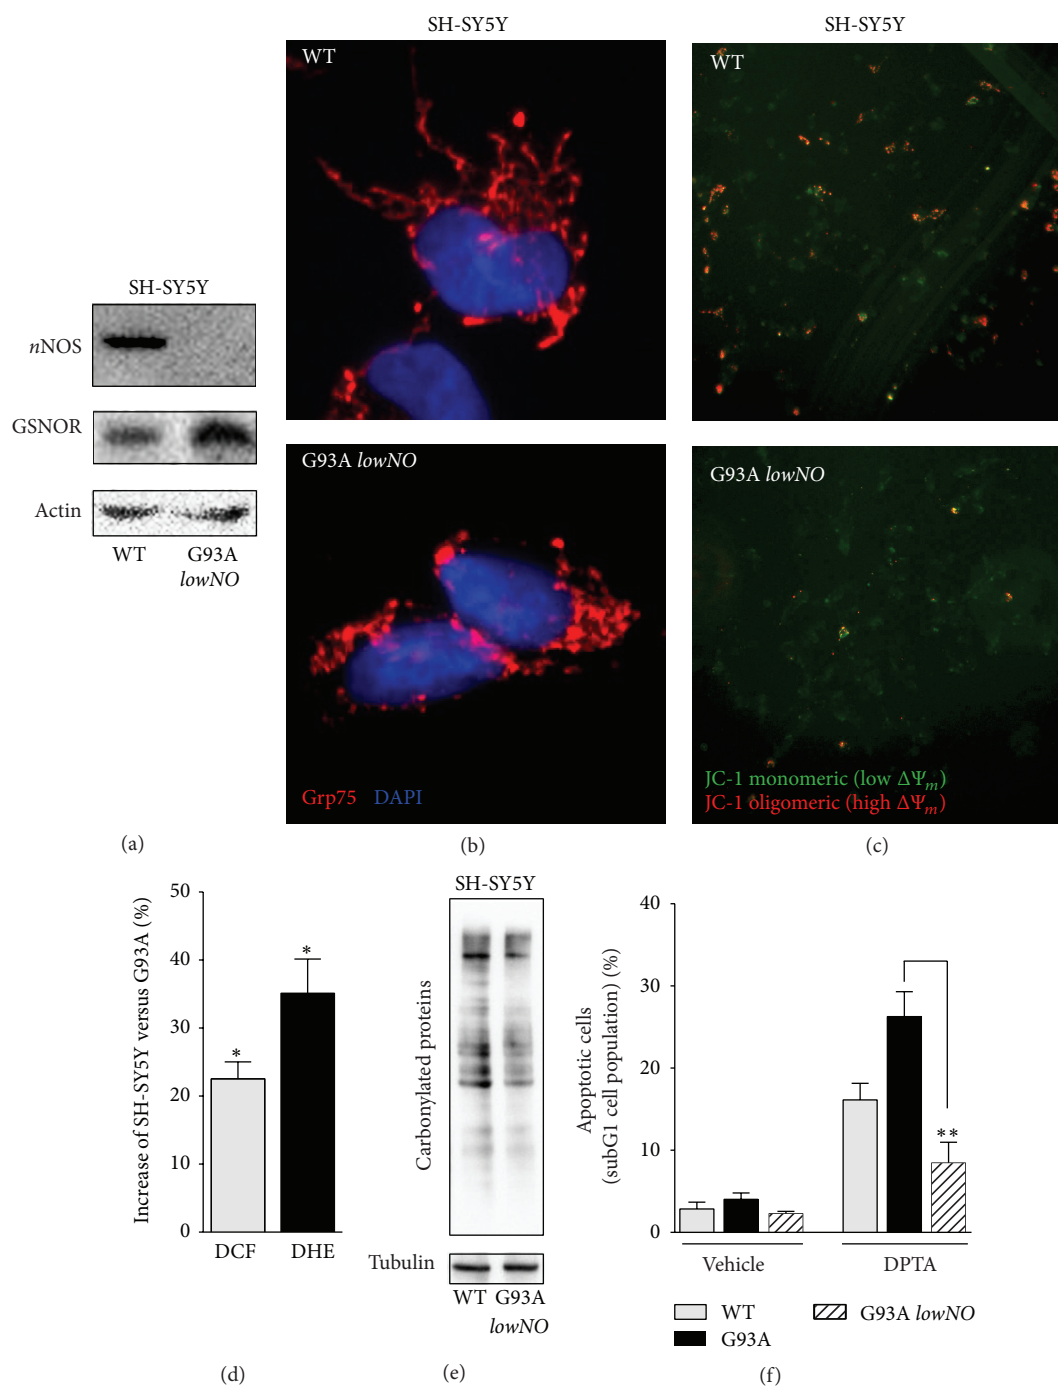 SH-SY5Y
nNOS
GSNOR
Actin
WT
G93A
lowNO
(a)
SH-SY5Y
WT
G93A lowNO
Grp75 DAPI
(b)
SH-SY5Y
WT
G93A lowNO
JC-1 monomeric (low ΔΨm)
JC-1 oligomeric (high ΔΨm)
(c)
Increase of SH-SY5Y versus G93A (%)
50
40
30
20
10
0
*
*
DCF
DHE
(d)
SH-SY5Y
Carbonylated proteins
Tubulin
WT
G93A
lowNO
(e)
Apoptotic cells
(subG1 cell population) (%)
40
30
20
10
0
**
Vehicle
DPTA
WT
G93A
G93A lowNO
(f)